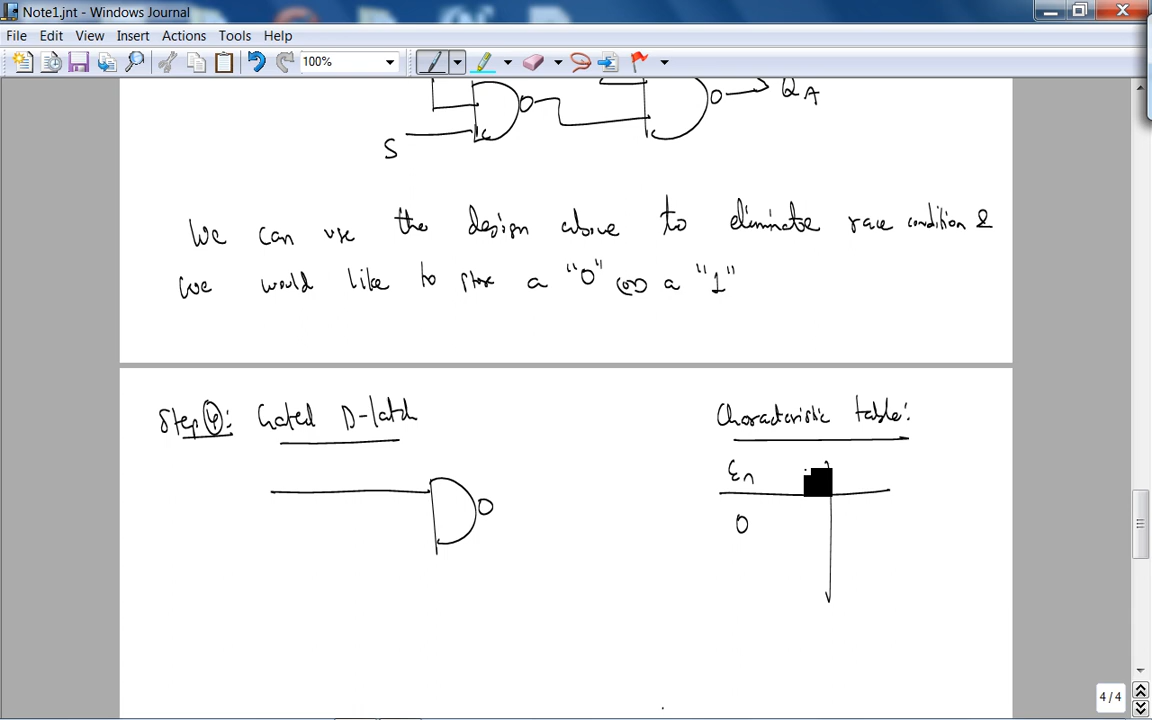 Note1.jnt - Windows Journal
File Edit View Insert Actions Tools Help
100%
QA
S
We can use the design above to eliminate race condition &
we would like to store a "0" (or) a "1"
Step 4: Gated D-latch
Characteristic table:
En
0
4/4